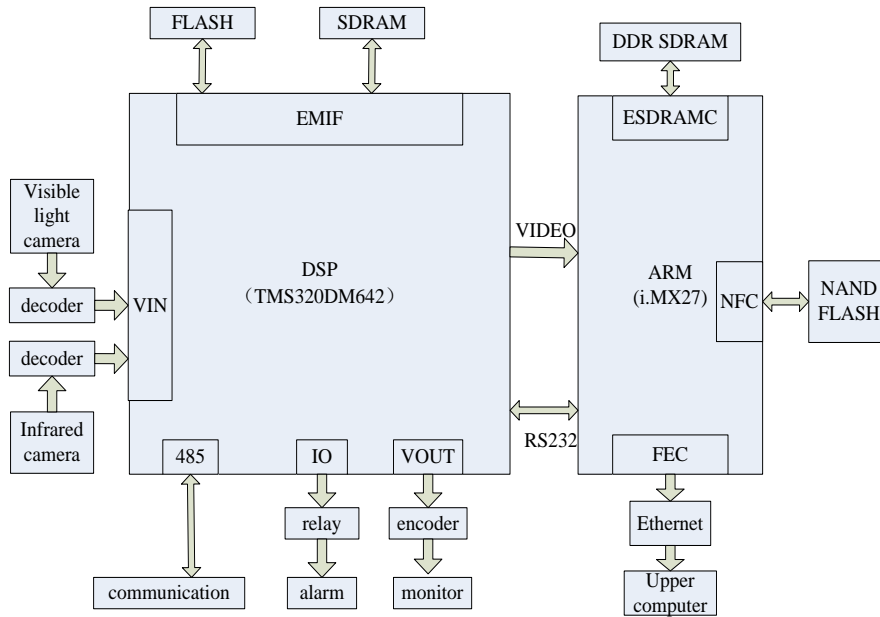 FLASH
SDRAM
DDR SDRAM
EMIF
ESDRAMC
Visible
light
camera
VIDEO
DSP
（TMS320DM642）
ARM
(i.MX27)
VIN
NFC
NAND
FLASH
decoder
decoder
Infrared
camera
RS232
485
IO
VOUT
FEC
relay
encoder
Ethernet
communication
alarm
monitor
Upper
computer